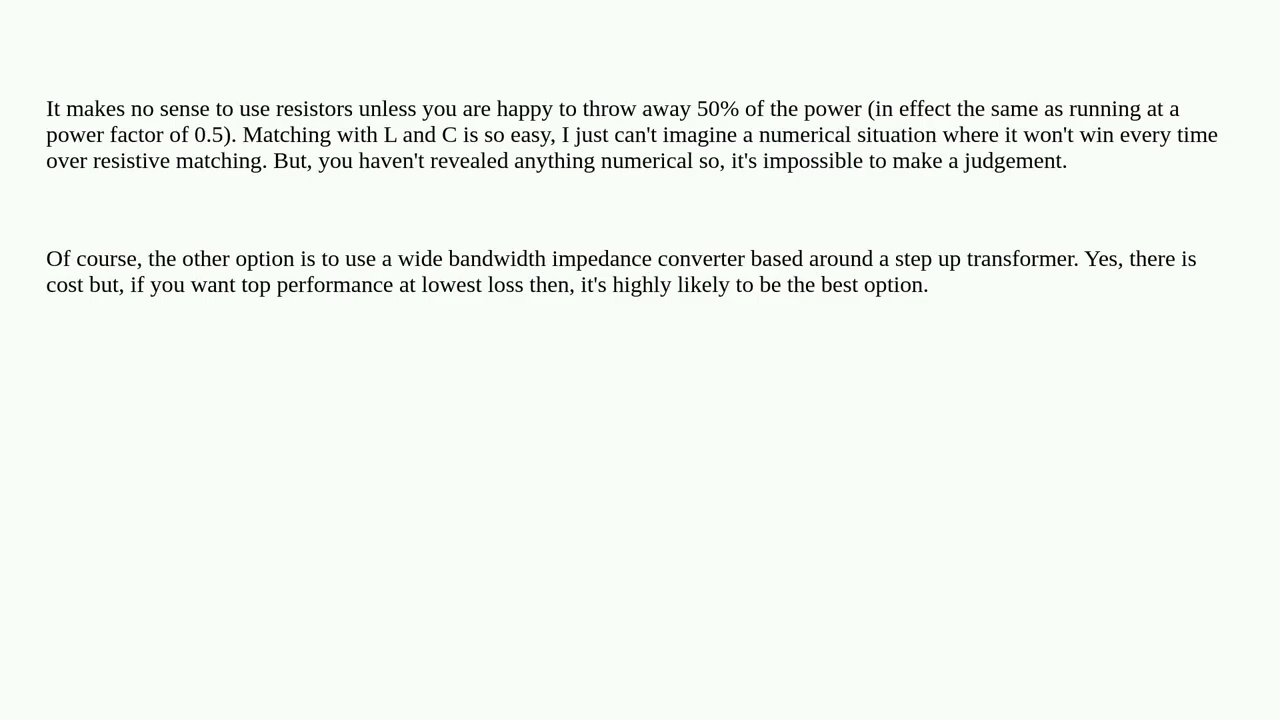 It makes no sense to use resistors unless you are happy to throw away 50% of the power (in effect the same as running at a
power factor of 0.5). Matching with L and C is so easy, I just can't imagine a numerical situation where it won't win every time
over resistive matching. But, you haven't revealed anything numerical so, it's impossible to make a judgement.
Of course, the other option is to use a wide bandwidth impedance converter based around a step up transformer. Yes, there is
cost but, if you want top performance at lowest loss then, it's highly likely to be the best option.